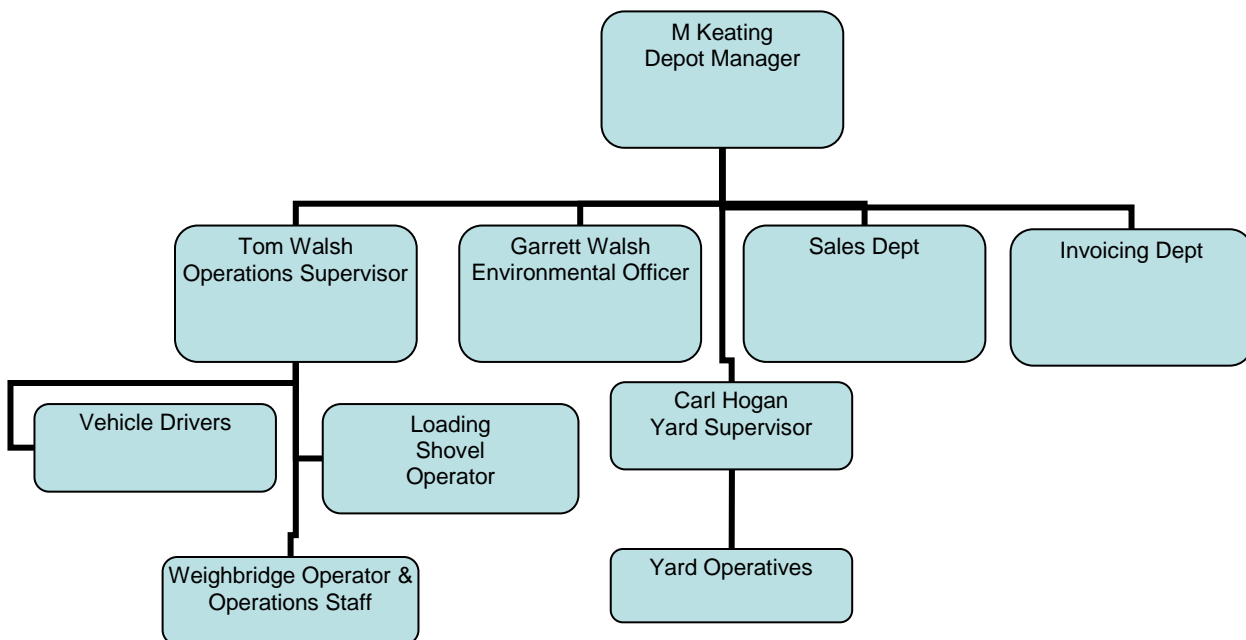 M Keating
Depot Manager
Tom Walsh
Operations Supervisor
Garrett Walsh
Environmental Officer
Sales Dept
Invoicing Dept
Vehicle Drivers
Loading
Shovel
Operator
Carl Hogan
Yard Supervisor
Weighbridge Operator &
Operations Staff
Yard Operatives